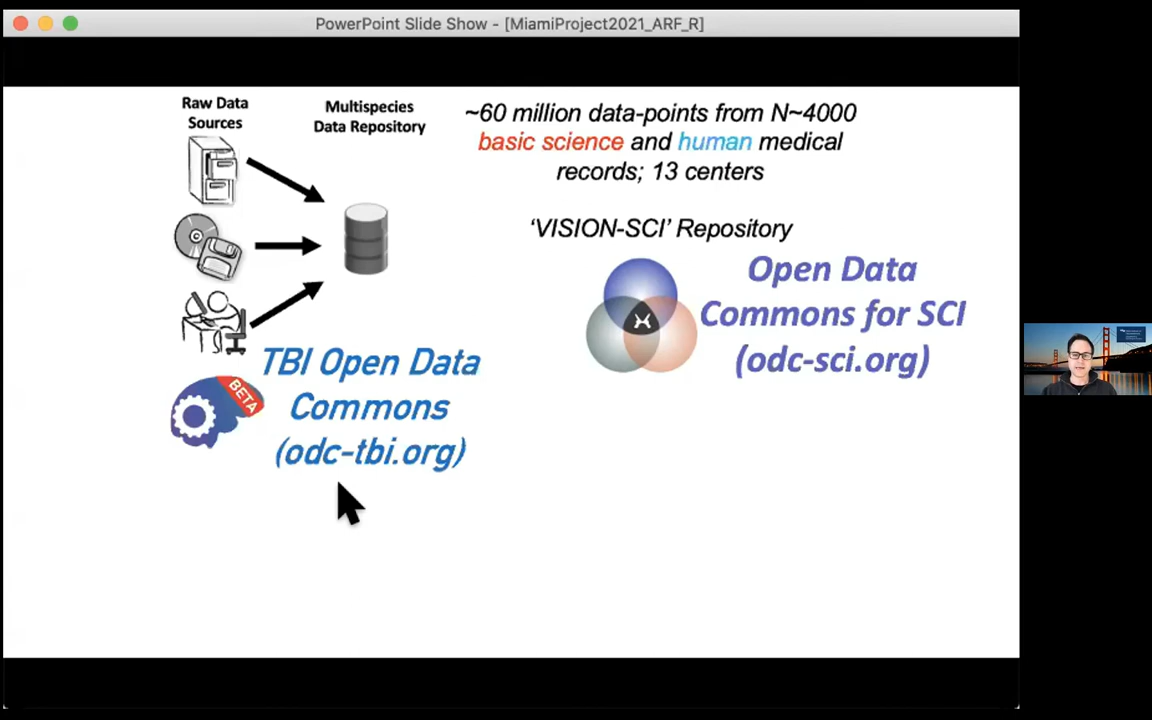 PowerPoint Slide Show - [MiamiProject2021_ARF_R]
Raw Data
Sources
Multispecies
Data Repository
~60 million data-points from N~4000
basic science and human medical
records; 13 centers
‘VISION-SCI’ Repository
Open Data
Commons for SCI
(odc-sci.org)
TBI Open Data
Commons
(odc-tbi.org)
BETA